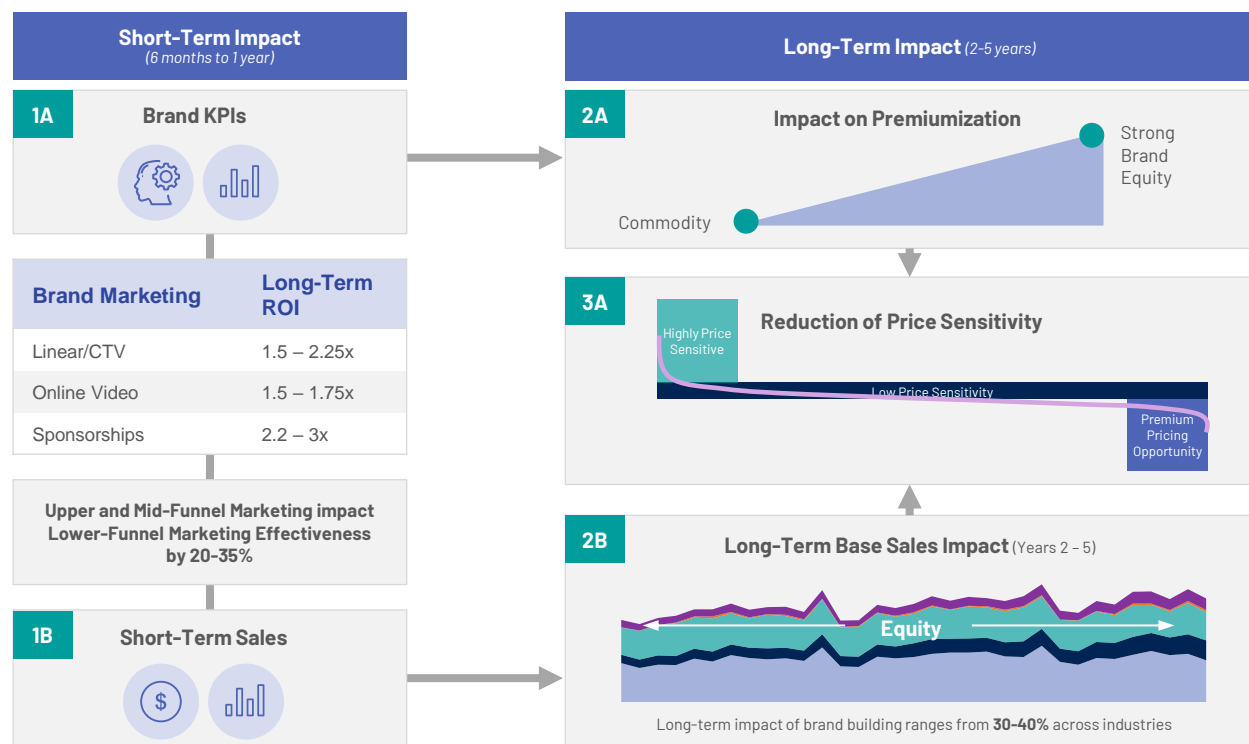 Short-Term Impact
(6 months to 1 year)
1A
Brand KPIs
Brand Marketing
Long-Term
ROI
Linear/CTV
1.5 – 2.25x
Online Video
1.5 – 1.75x
Sponsorships
2.2 – 3x
Upper and Mid-Funnel Marketing impact
Lower-Funnel Marketing Effectiveness
by 20-35%
1B
Short-Term Sales
$
Long-Term Impact (2-5 years)
2A
Impact on Premiumization
Strong
Brand
Equity
Commodity
3A
Reduction of Price Sensitivity
Highly Price
Sensitive
Low Price Sensitivity
Premium
Pricing
Opportunity
2B
Long-Term Base Sales Impact (Years 2 – 5)
Equity
Long-term impact of brand building ranges from 30-40% across industries